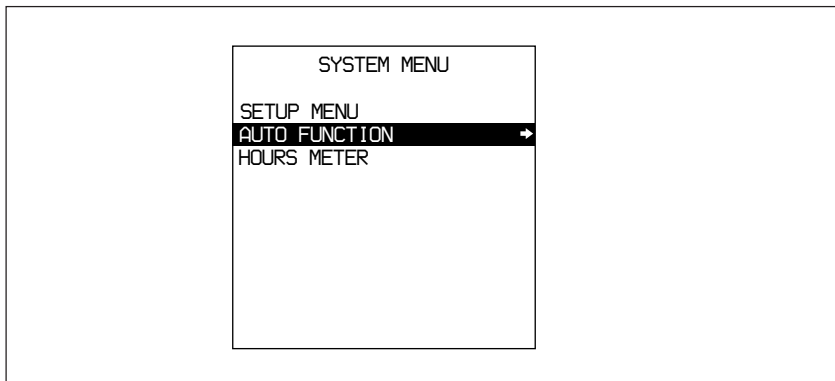 SYSTEM MENU
SETUP MENU
AUTO FUNCTION
HOURS METER